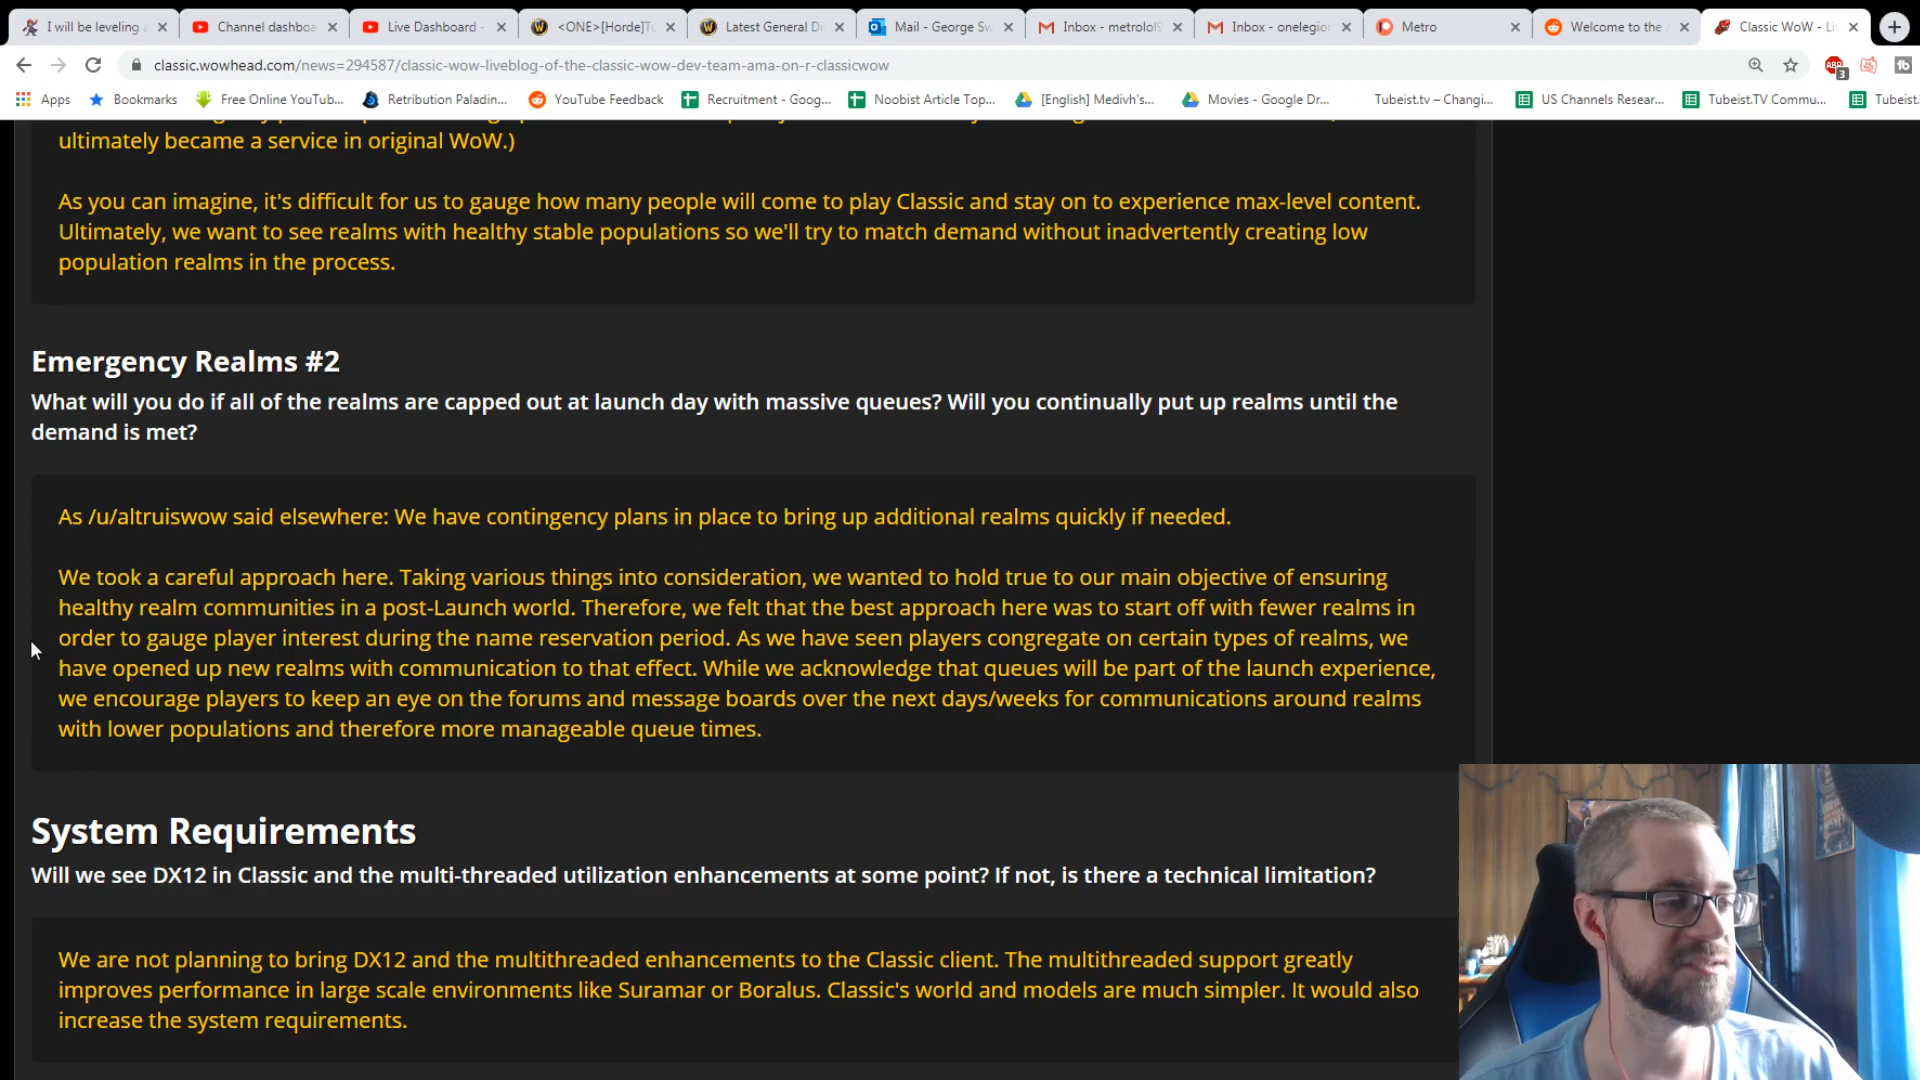 I will be leveling a
Channel dashboa
Live Dashboard -
<ONE>[Horde]Tu
Latest General Di
Mail - George Sw
Inbox - metrolol9
Inbox - onelegion
Metro
Welcome to the A
Classic WoW - Liv
classic.wowhead.com/news=294587/classic-wow-liveblog-of-the-classic-wow-dev-team-ama-on-r-classicwow
ABP
3
tb
Apps
Bookmarks
Free Online YouTub...
Retribution Paladin...
YouTube Feedback
Recruitment - Goog...
Noobist Article Top...
[English] Medivh's...
Movies - Google Dr...
Tubeist.tv – Changi...
US Channels Resear...
Tubeist.TV Commu...
Tubeist.
ultimately became a service in original WoW.)
As you can imagine, it's difficult for us to gauge how many people will come to play Classic and stay on to experience max-level content.
Ultimately, we want to see realms with healthy stable populations so we'll try to match demand without inadvertently creating low
population realms in the process.
Emergency Realms #2
What will you do if all of the realms are capped out at launch day with massive queues? Will you continually put up realms until the
demand is met?
As /u/altruiswow said elsewhere: We have contingency plans in place to bring up additional realms quickly if needed.
We took a careful approach here. Taking various things into consideration, we wanted to hold true to our main objective of ensuring
healthy realm communities in a post-Launch world. Therefore, we felt that the best approach here was to start off with fewer realms in
order to gauge player interest during the name reservation period. As we have seen players congregate on certain types of realms, we
have opened up new realms with communication to that effect. While we acknowledge that queues will be part of the launch experience,
we encourage players to keep an eye on the forums and message boards over the next days/weeks for communications around realms
with lower populations and therefore more manageable queue times.
System Requirements
Will we see DX12 in Classic and the multi-threaded utilization enhancements at some point? If not, is there a technical limitation?
We are not planning to bring DX12 and the multithreaded enhancements to the Classic client. The multithreaded support greatly
improves performance in large scale environments like Suramar or Boralus. Classic's world and models are much simpler. It would also
increase the system requirements.